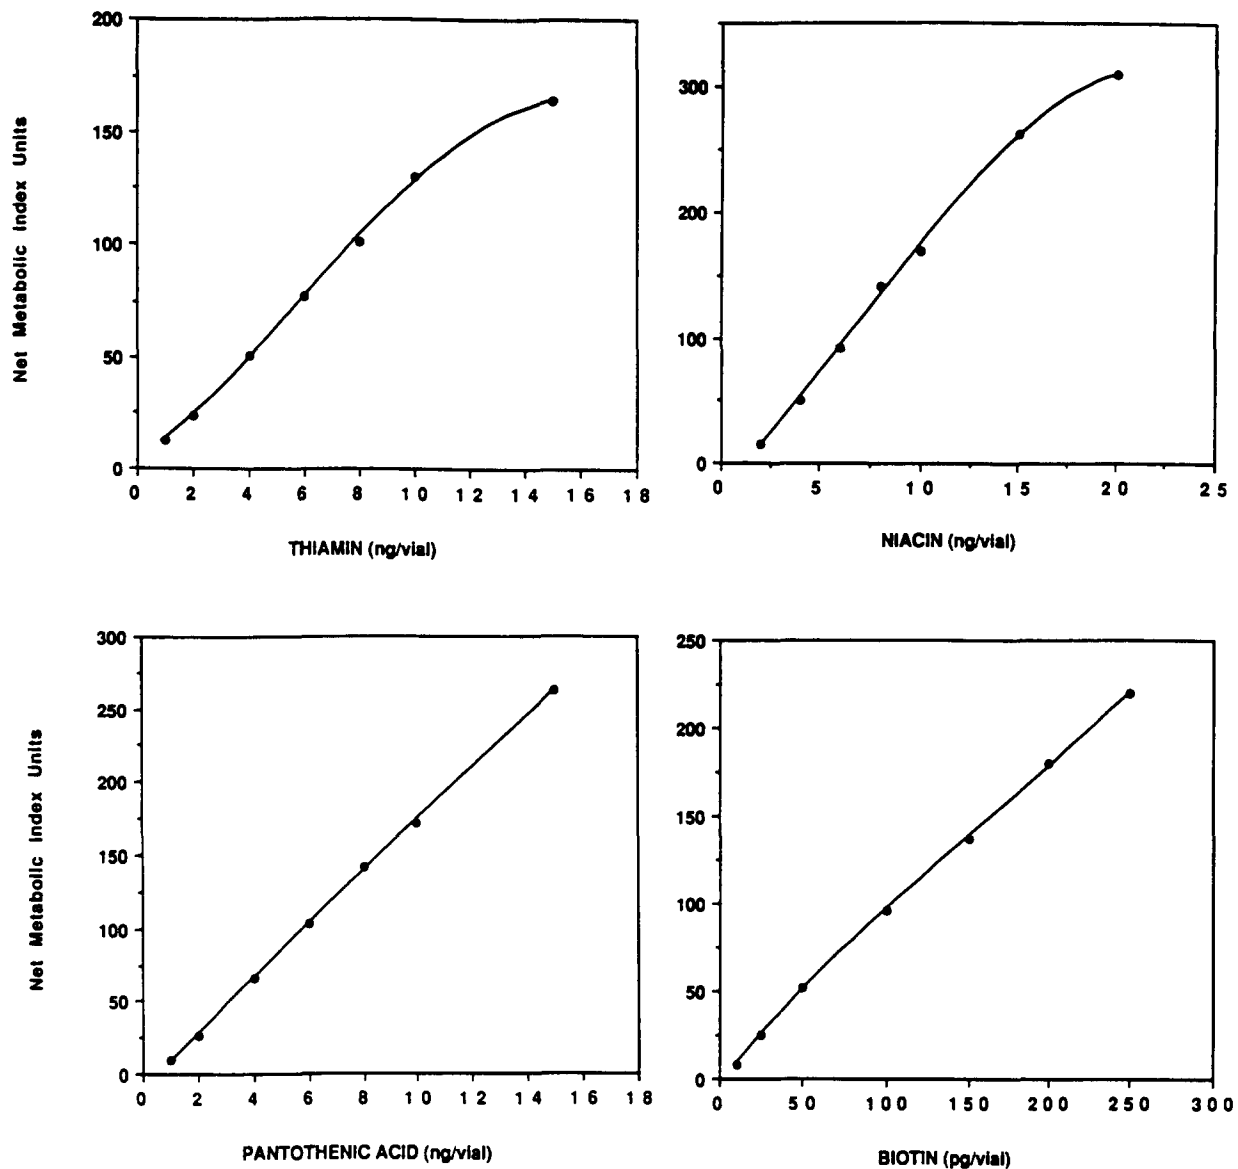 200
175
150
125
100
75
50
25
0
Net Metabolic Index Units
0 2 4 6 8 10 12 14 16 18
THIAMIN (ng/vial)
300
200
100
0
0 5 10 15 20 25
NIACIN (ng/vial)
300
250
200
150
100
50
0
Net Metabolic Index Units
0 2 4 6 8 10 12 14 16 18
PANTOTHENIC ACID (ng/vial)
250
200
150
100
50
0
0 50 100 150 200 250 300
BIOTIN (pg/vial)